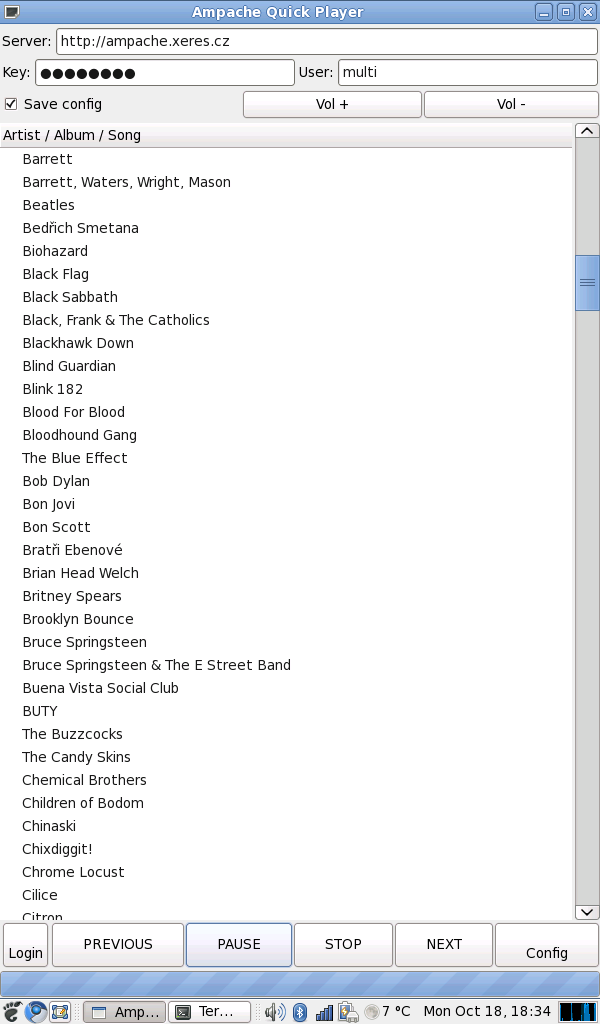 Ampache Quick Player
Server: http://ampache.xeres.cz
Key: ●●●●●●●● User: multi
Save config Vol + Vol -
Artist / Album / Song
Barrett
Barrett, Waters, Wright, Mason
Beatles
Bedřich Smetana
Biohazard
Black Flag
Black Sabbath
Black, Frank & The Catholics
Blackhawk Down
Blind Guardian
Blink 182
Blood For Blood
Bloodhound Gang
The Blue Effect
Bob Dylan
Bon Jovi
Bon Scott
Bratři Ebenové
Brian Head Welch
Britney Spears
Brooklyn Bounce
Bruce Springsteen
Bruce Springsteen & The E Street Band
Buena Vista Social Club
BUTY
The Buzzcocks
The Candy Skins
Chemical Brothers
Children of Bodom
Chinaski
Chixdiggit!
Chrome Locust
Cilice
Citron
Login PREVIOUS PAUSE STOP NEXT Config
Amp... Ter... 7 °C Mon Oct 18, 18:34